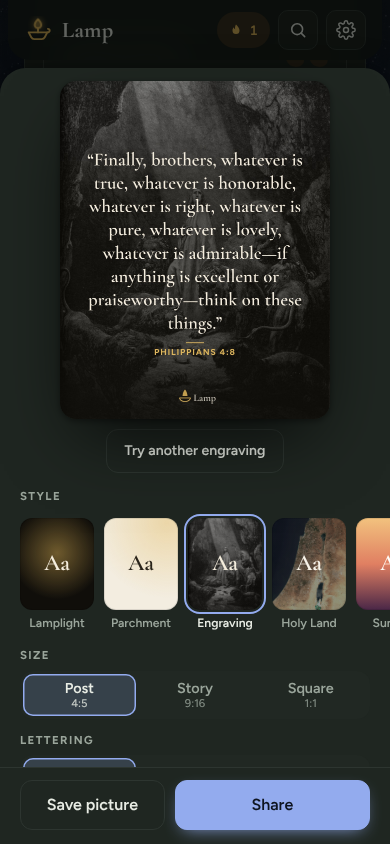 Lamp
1
“Finally, brothers, whatever is
true, whatever is honorable,
whatever is right, whatever is
pure, whatever is lovely,
whatever is admirable—if
anything is excellent or
praiseworthy—think on these
things.”
PHILIPPIANS 4:8
Lamp
Try another engraving
STYLE
Aa
Aa
Aa
Aa
A
Lamplight
Parchment
Engraving
Holy Land
Sun
SIZE
Post
4:5
Story
9:16
Square
1:1
LETTERING
Save picture
Share